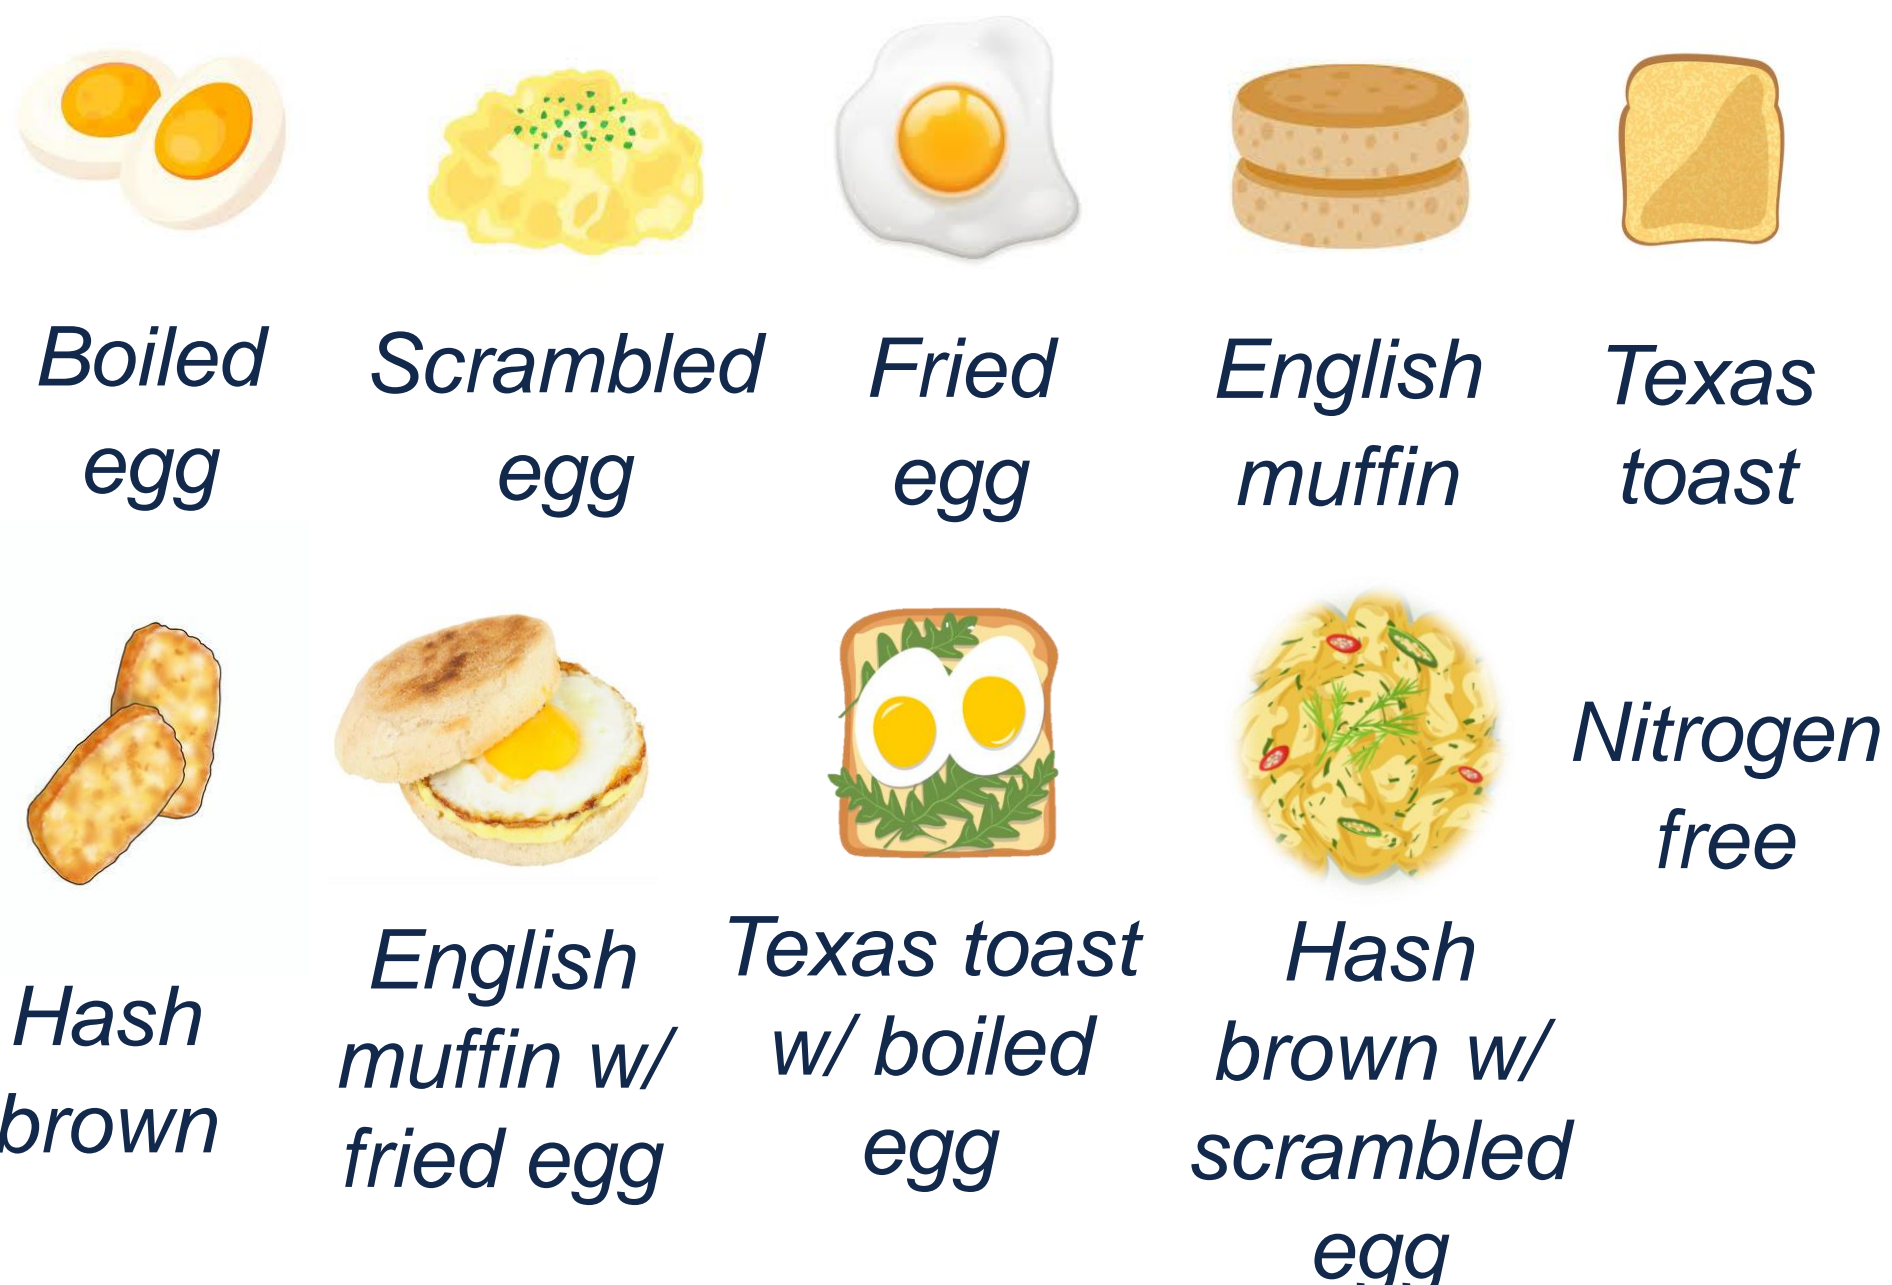 Boiled
egg
Scrambled
egg
Fried
egg
English
muffin
Texas
toast
Hash
brown
English
muffin w/
fried egg
Texas toast
w/ boiled
egg
Hash
brown w/
scrambled
egg
Nitrogen
free